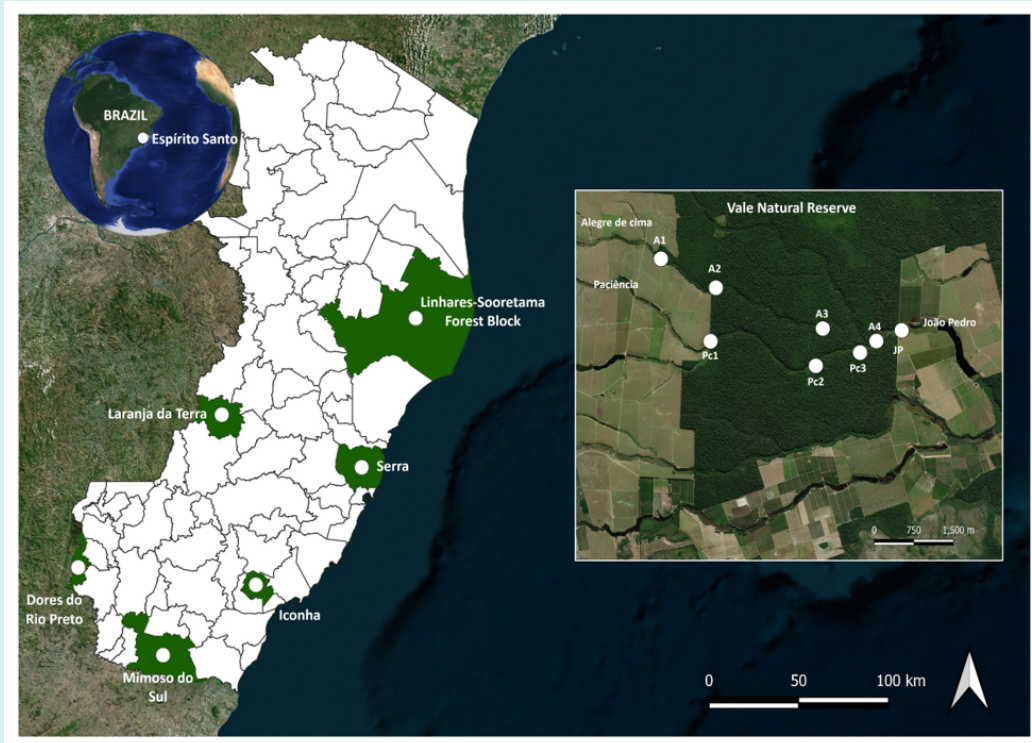 BRAZIL
Espírito Santo
Linhares-Sooretama
Forest Block
Laranja da Terra
Serra
Dores do
Rio Preto
Iconha
Mimoso do
Sul
Vale Natural Reserve
Alegre de cima
A1
Paciência
A2
A3
A4
João Pedro
JP
Pc1
Pc3
Pc2
0 750 1,500 m
0 50 100 km